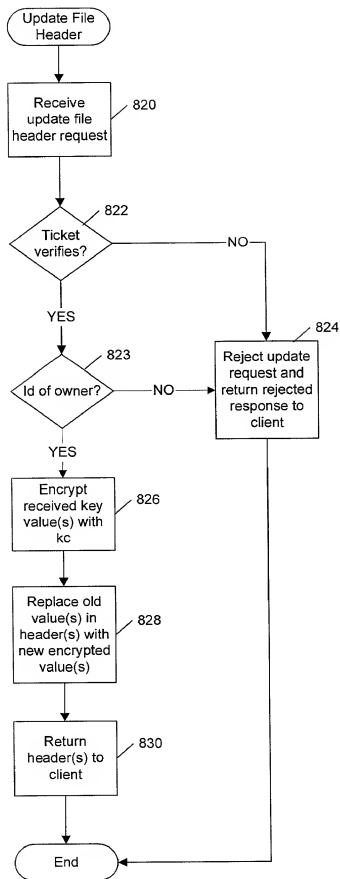 Update File
Header
Receive
update file
header request
820
Ticket
verifies?
822
NO
YES
Id of owner?
823
NO
Reject update
request and
return rejected
response to
client
824
YES
Encrypt
received key
value(s) with
kc
826
Replace old
value(s) in
header(s) with
new encrypted
value(s)
828
Return
header(s) to
client
830
End